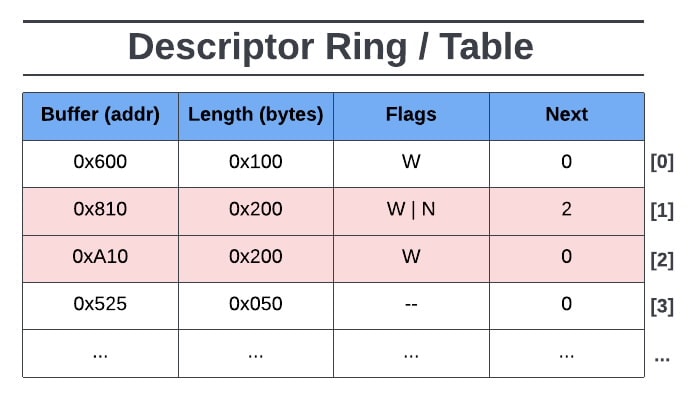 Descriptor Ring / Table
Buffer (addr) Length (bytes) Flags Next
0x600 0x100 W 0 [0]
0x810 0x200 W | N 2 [1]
0xA10 0x200 W 0 [2]
0x525 0x050 -- 0 [3]
... ... ... ... ...